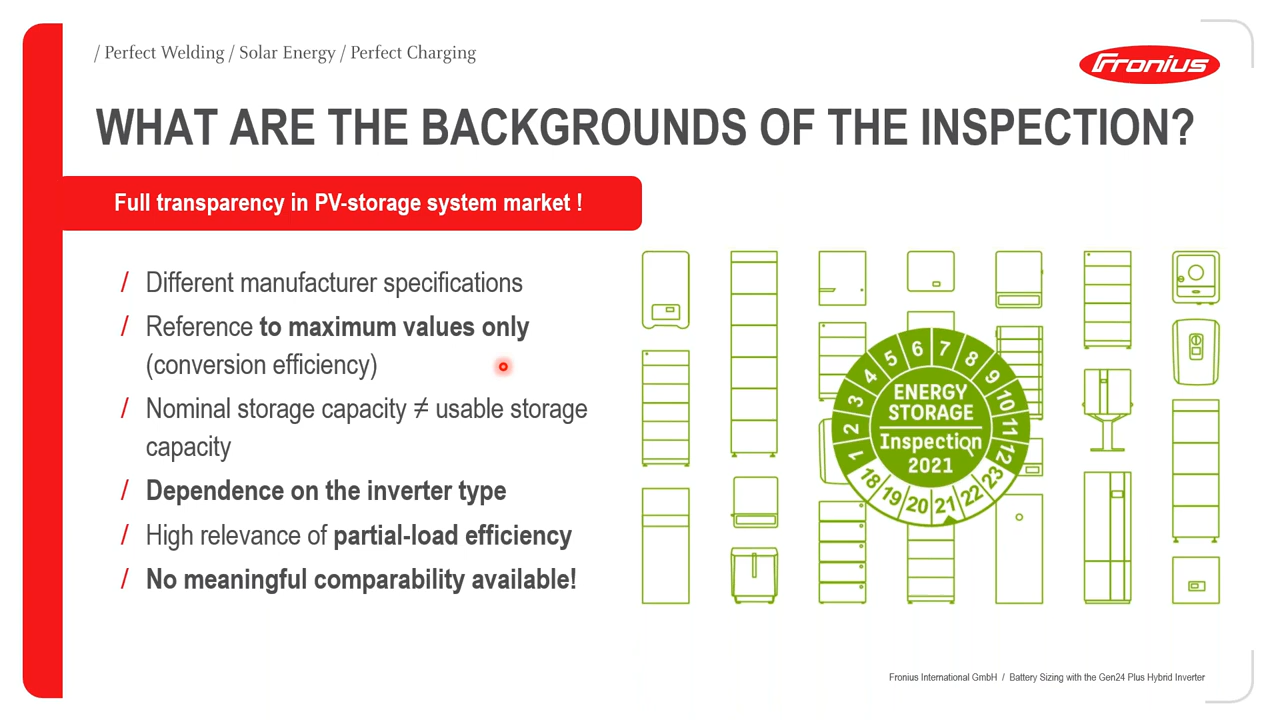 / Perfect Welding / Solar Energy / Perfect Charging
Fronius
WHAT ARE THE BACKGROUNDS OF THE INSPECTION?
Full transparency in PV-storage system market !
/ Different manufacturer specifications
/ Reference to maximum values only
(conversion efficiency)
/ Nominal storage capacity ≠ usable storage
capacity
/ Dependence on the inverter type
/ High relevance of partial-load efficiency
/ No meaningful comparability available!
1 2 3 4 5 6 7 8 9 10 11 12
ENERGY
STORAGE
Inspection
2021
18 19 20 21 22 23
Fronius International GmbH / Battery Sizing with the Gen24 Plus Hybrid Inverter